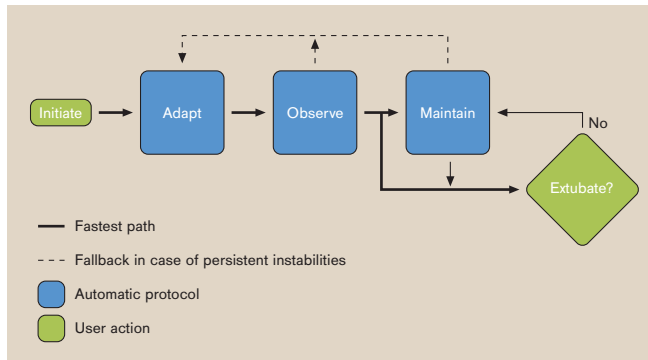 Initiate
Adapt
Observe
Maintain
No
Extubate?
Fastest path
Fallback in case of persistent instabilities
Automatic protocol
User action